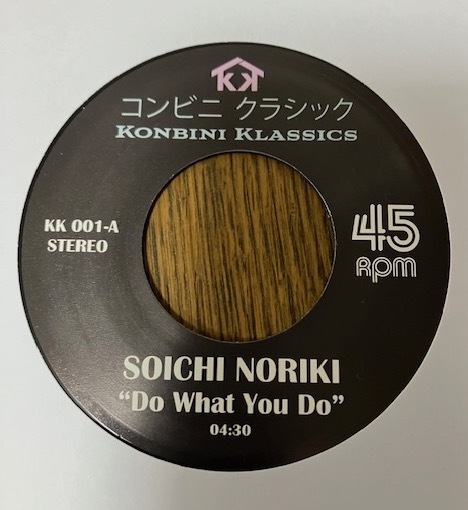 KK
コンビニ クラシック
KONBINI KLASSICS
KK 001-A
STEREO
45
RPM
SOICHI NORIKI
“Do What You Do”
04:30